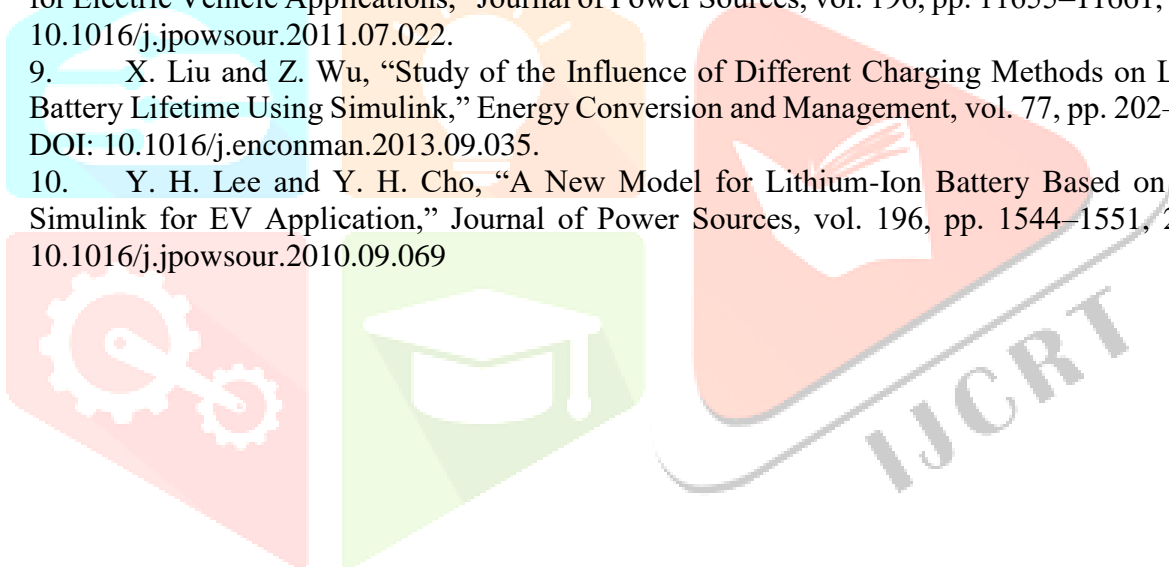 for Electric Vehicle Applications,” Journal of Power Sources, vol. 196, pp. 11655–11661,
10.1016/j.jpowsour.2011.07.022.
9. X. Liu and Z. Wu, “Study of the Influence of Different Charging Methods on
Battery Lifetime Using Simulink,” Energy Conversion and Management, vol. 77, pp. 202–
DOI: 10.1016/j.enconman.2013.09.035.
10. Y. H. Lee and Y. H. Cho, “A New Model for Lithium-Ion Battery Based on
Simulink for EV Application,” Journal of Power Sources, vol. 196, pp. 1544–1551,
10.1016/j.jpowsour.2010.09.069
IJCRT